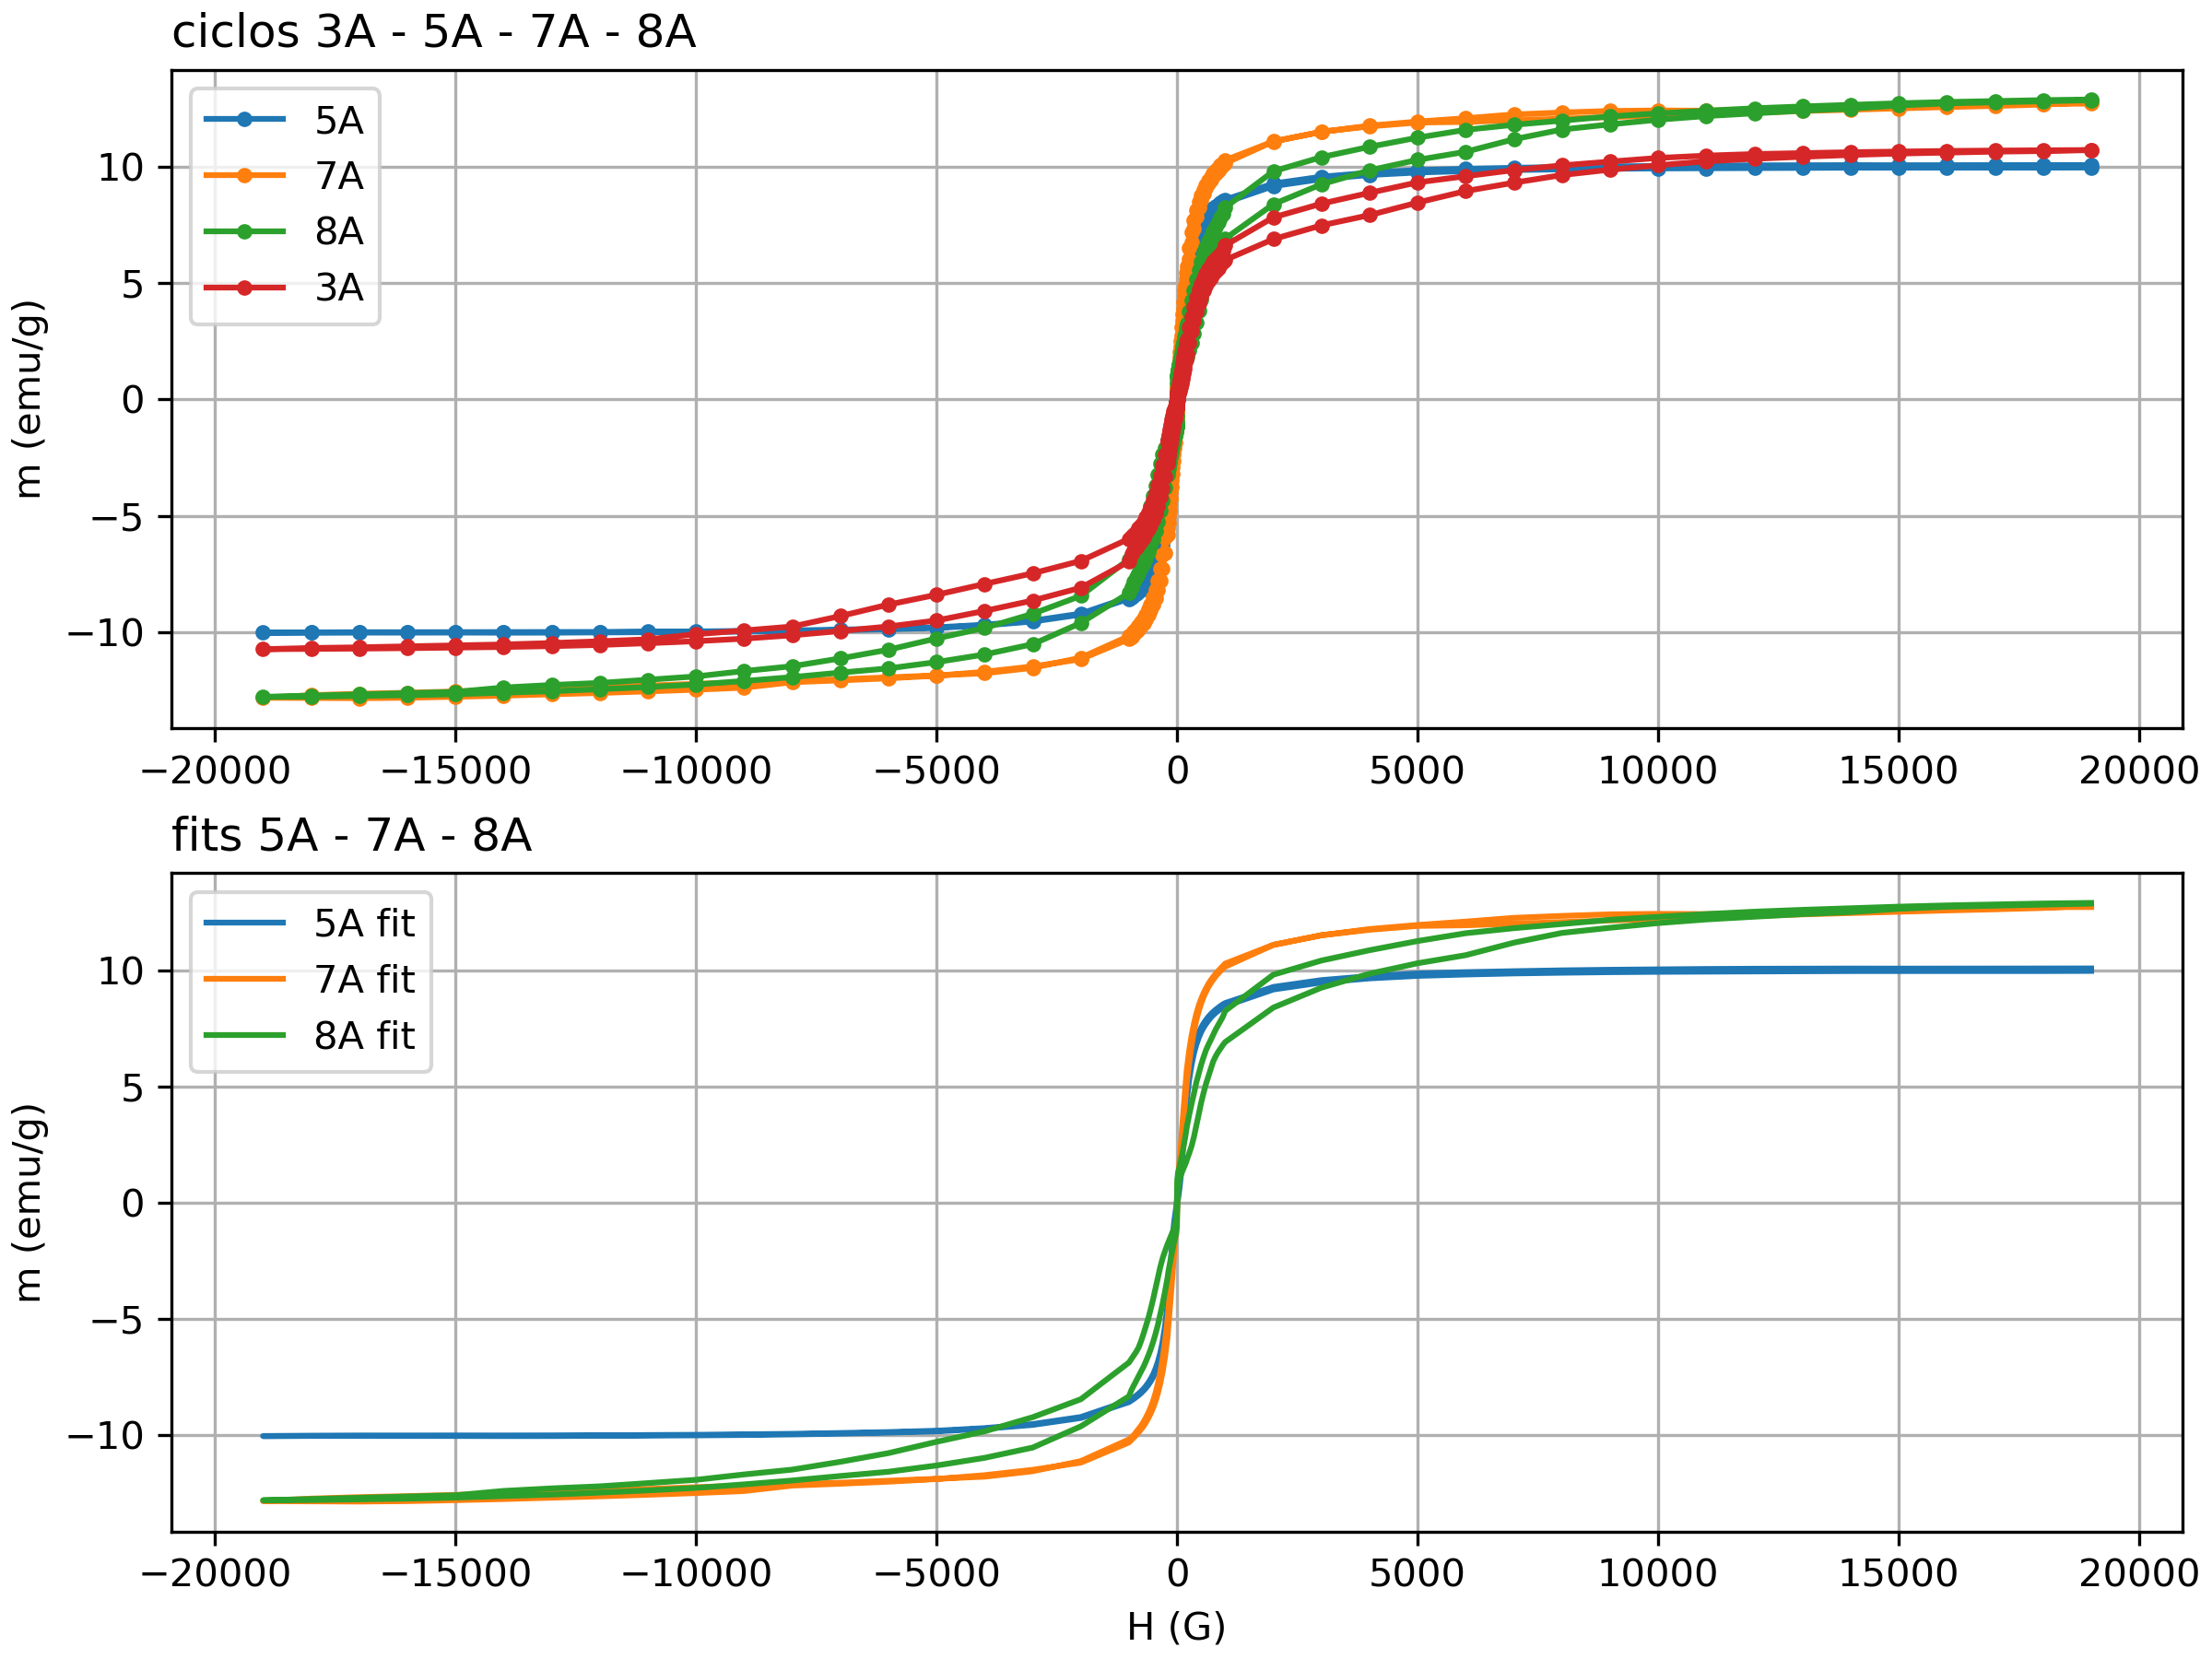 ciclos 3A - 5A - 7A - 8A
5A
7A
8A
3A
m (emu/g)
10
5
0
−5
−10
−20000 −15000 −10000 −5000 0 5000 10000 15000 20000
fits 5A - 7A - 8A
5A fit
7A fit
8A fit
m (emu/g)
10
5
0
−5
−10
−20000 −15000 −10000 −5000 0 5000 10000 15000 20000
H (G)